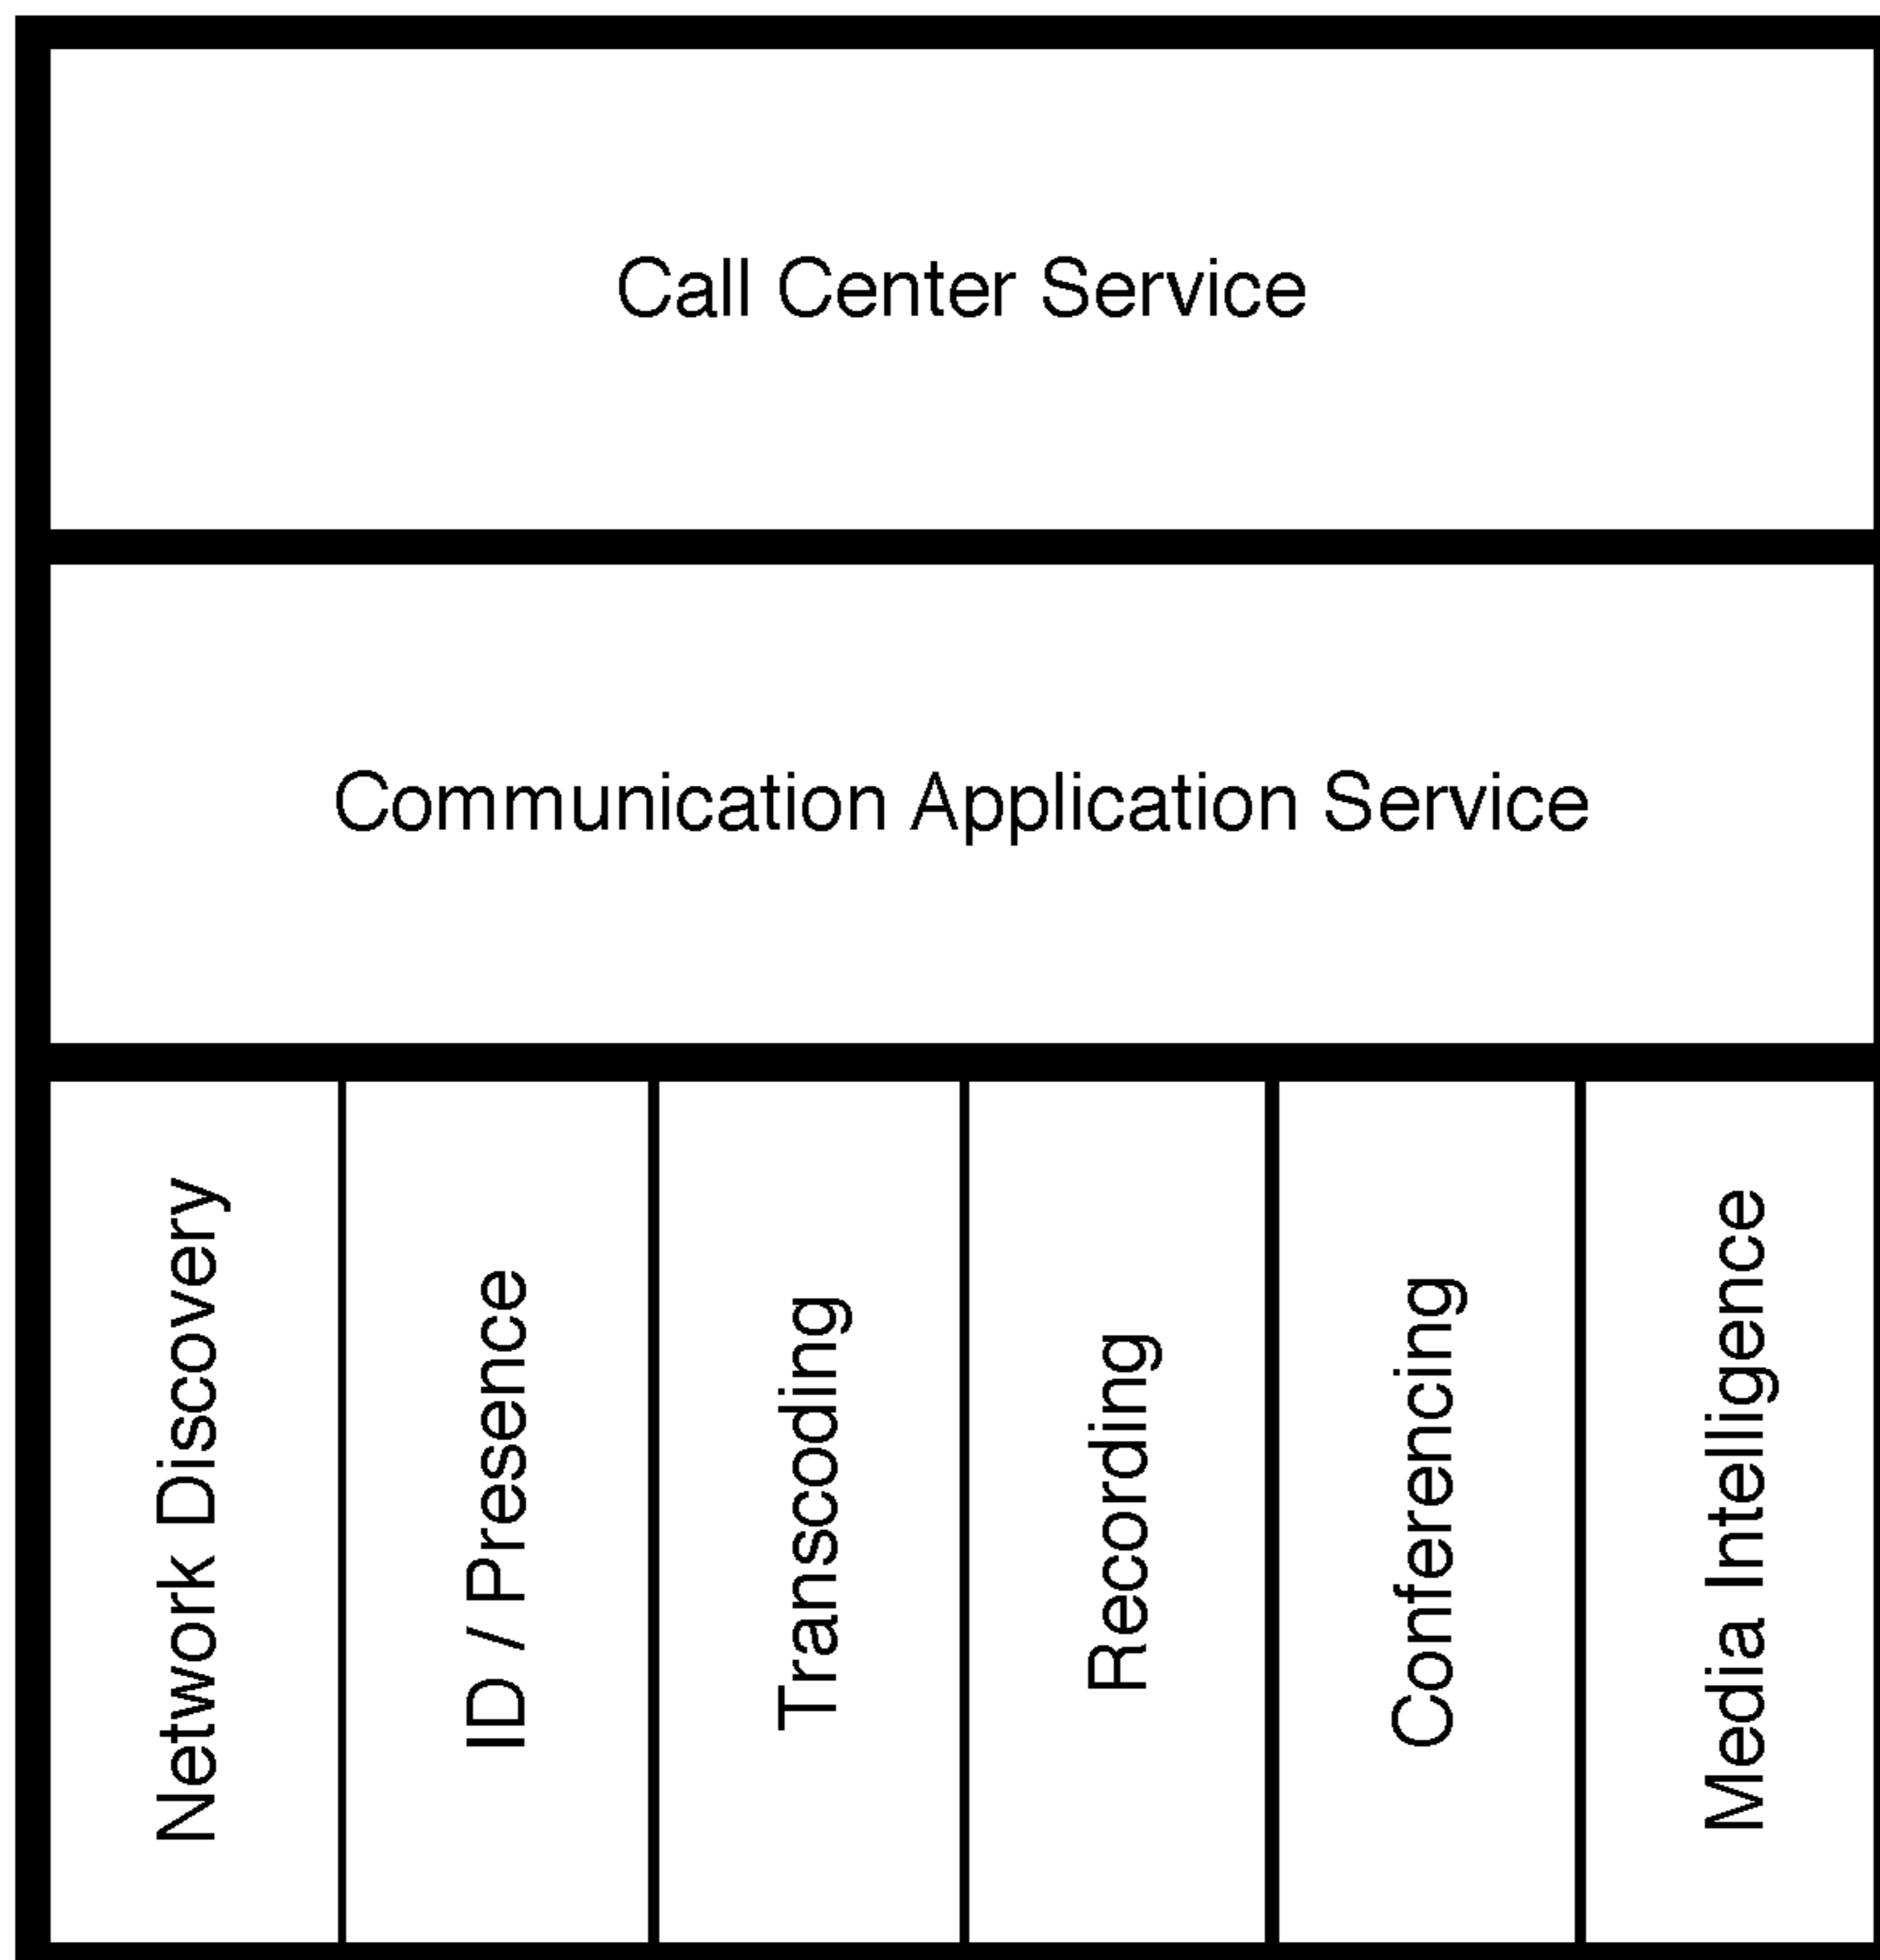 Call Center Service
Communication Application Service
Network Discovery
ID / Presence
Transcoding
Recording
Conferencing
Media Intelligence